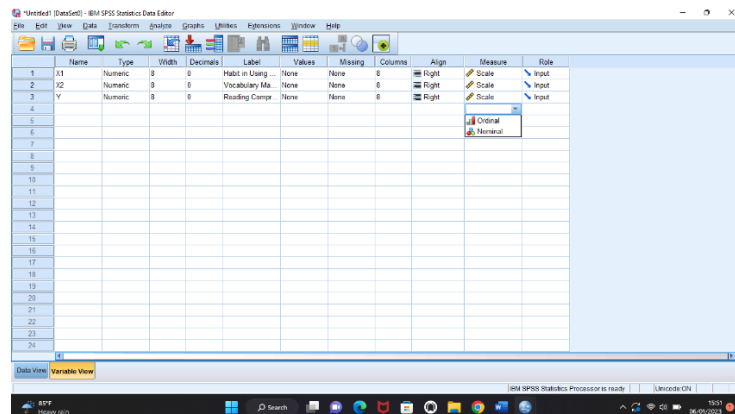 *Untitled1 [DataSet0] - IBM SPSS Statistics Data Editor
File Edit View Data Transform Analyze Graphs Utilities Extensions Window Help
Name Type Width Decimals Label Values Missing Columns Align Measure Role
1 X1 Numeric 8 0 Habit in Using ... None None 8 Right Scale Input
2 X2 Numeric 8 0 Vocabulary Ma... None None 8 Right Scale Input
3 Y Numeric 8 0 Reading Compr... None None 8 Right Scale Input
4
5 Ordinal
6 Nominal
7
8
9
10
11
12
13
14
15
16
17
18
19
20
21
22
23
24
Data View Variable View
IBM SPSS Statistics Processor is ready Unicode:ON
85°F
Heavy rain
Search
15:51
06/01/2023